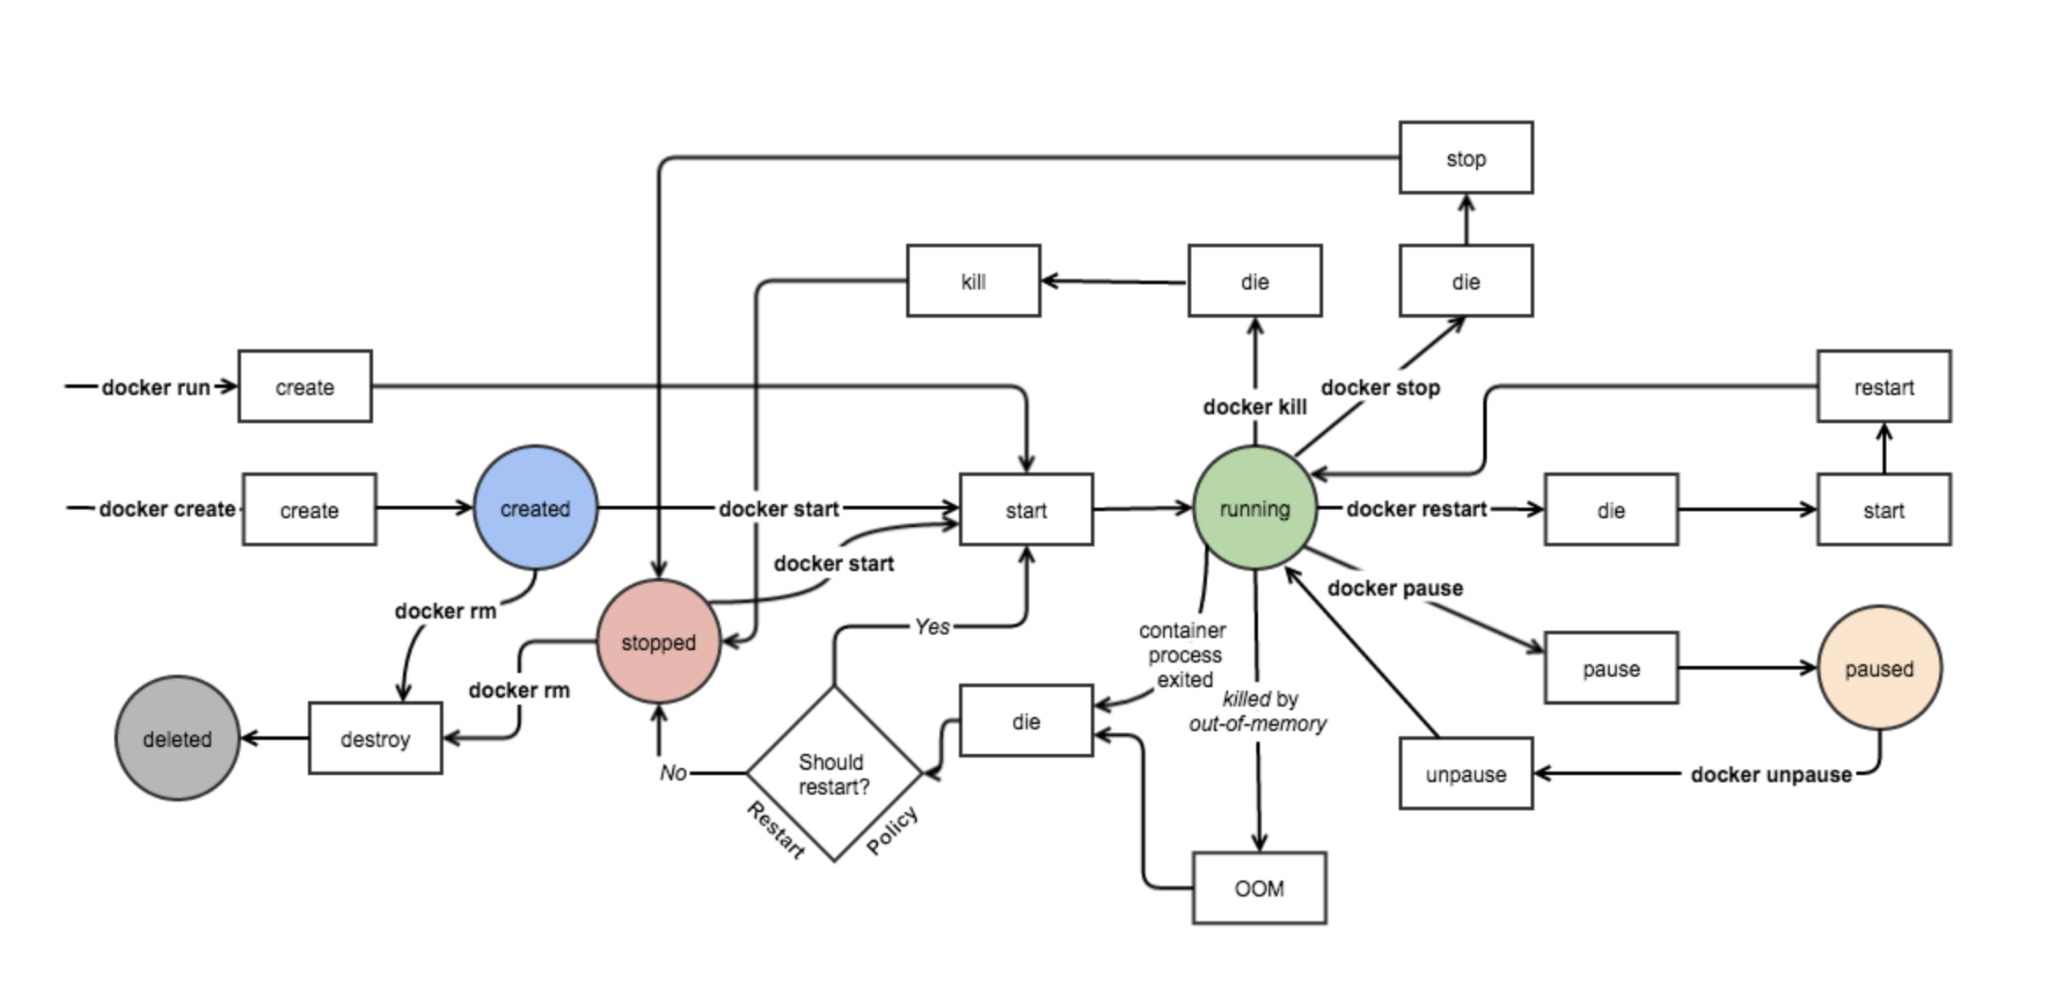 stop
kill
die
die
docker run
create
docker kill
docker stop
restart
docker create
create
created
docker start
start
running
docker restart
die
start
docker start
docker rm
stopped
Yes
container
process
exited
docker pause
pause
paused
docker rm
killed by
out-of-memory
deleted
destroy
die
No
Should
restart?
Restart
Policy
unpause
docker unpause
OOM